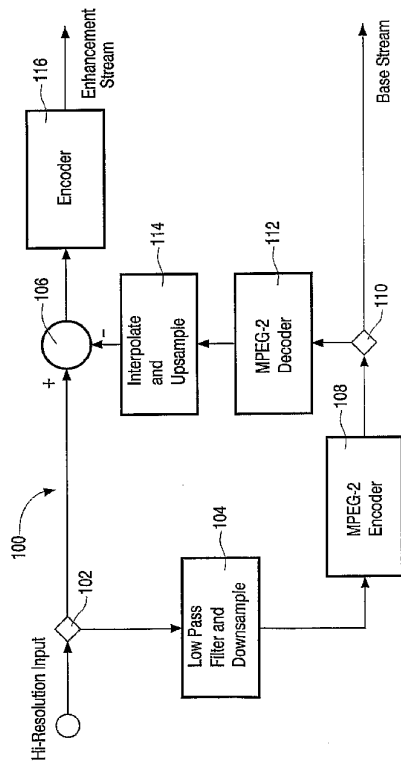 Hi-Resolution Input
102
100
+
106
-
116
Encoder
Enhancement
Stream
104
Low Pass
Filter and
Downsample
114
Interpolate
and
Upsample
112
MPEG-2
Decoder
108
MPEG-2
Encoder
110
Base Stream